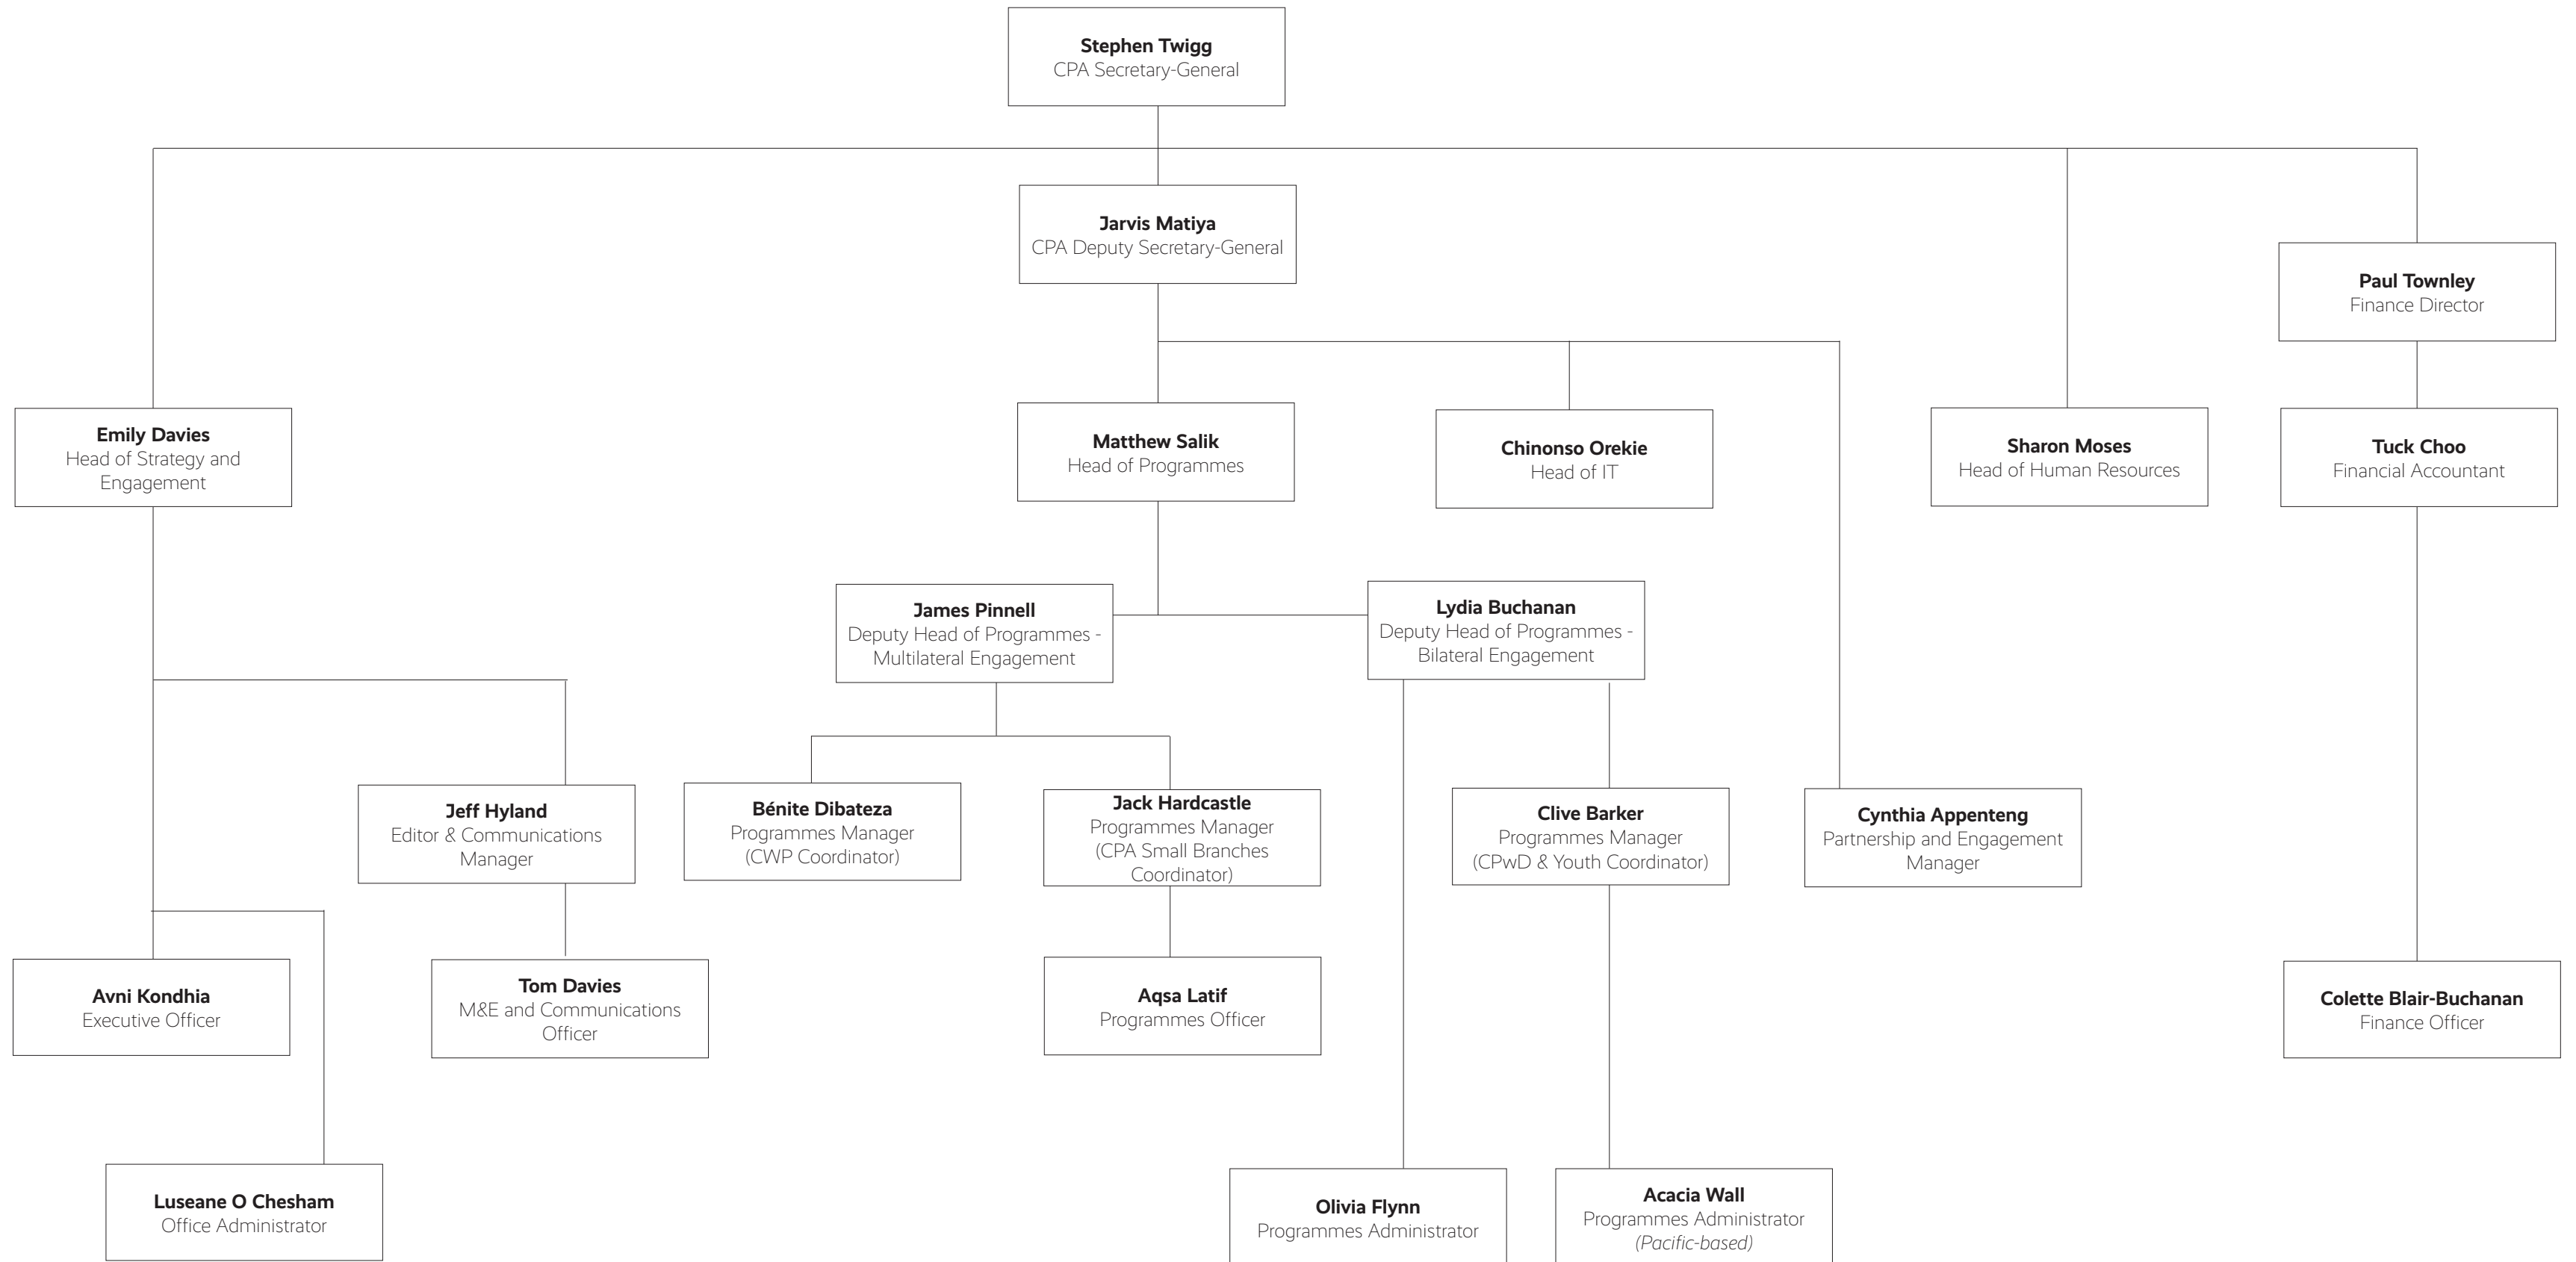 Stephen Twigg
CPA Secretary-General
Jarvis Matiya
CPA Deputy Secretary-General
Paul Townley
Finance Director
Emily Davies
Head of Strategy and
Engagement
Matthew Salik
Head of Programmes
Chinonso Orekie
Head of IT
Sharon Moses
Head of Human Resources
Tuck Choo
Financial Accountant
James Pinnell
Deputy Head of Programmes -
Multilateral Engagement
Lydia Buchanan
Deputy Head of Programmes -
Bilateral Engagement
Jeff Hyland
Editor & Communications
Manager
Bénite Dibateza
Programmes Manager
(CWP Coordinator)
Jack Hardcastle
Programmes Manager
(CPA Small Branches
Coordinator)
Clive Barker
Programmes Manager
(CPwD & Youth Coordinator)
Cynthia Appenteng
Partnership and Engagement
Manager
Avni Kondhia
Executive Officer
Tom Davies
M&E and Communications
Officer
Aqsa Latif
Programmes Officer
Colette Blair-Buchanan
Finance Officer
Luseane O Chesham
Office Administrator
Olivia Flynn
Programmes Administrator
Acacia Wall
Programmes Administrator
(Pacific-based)